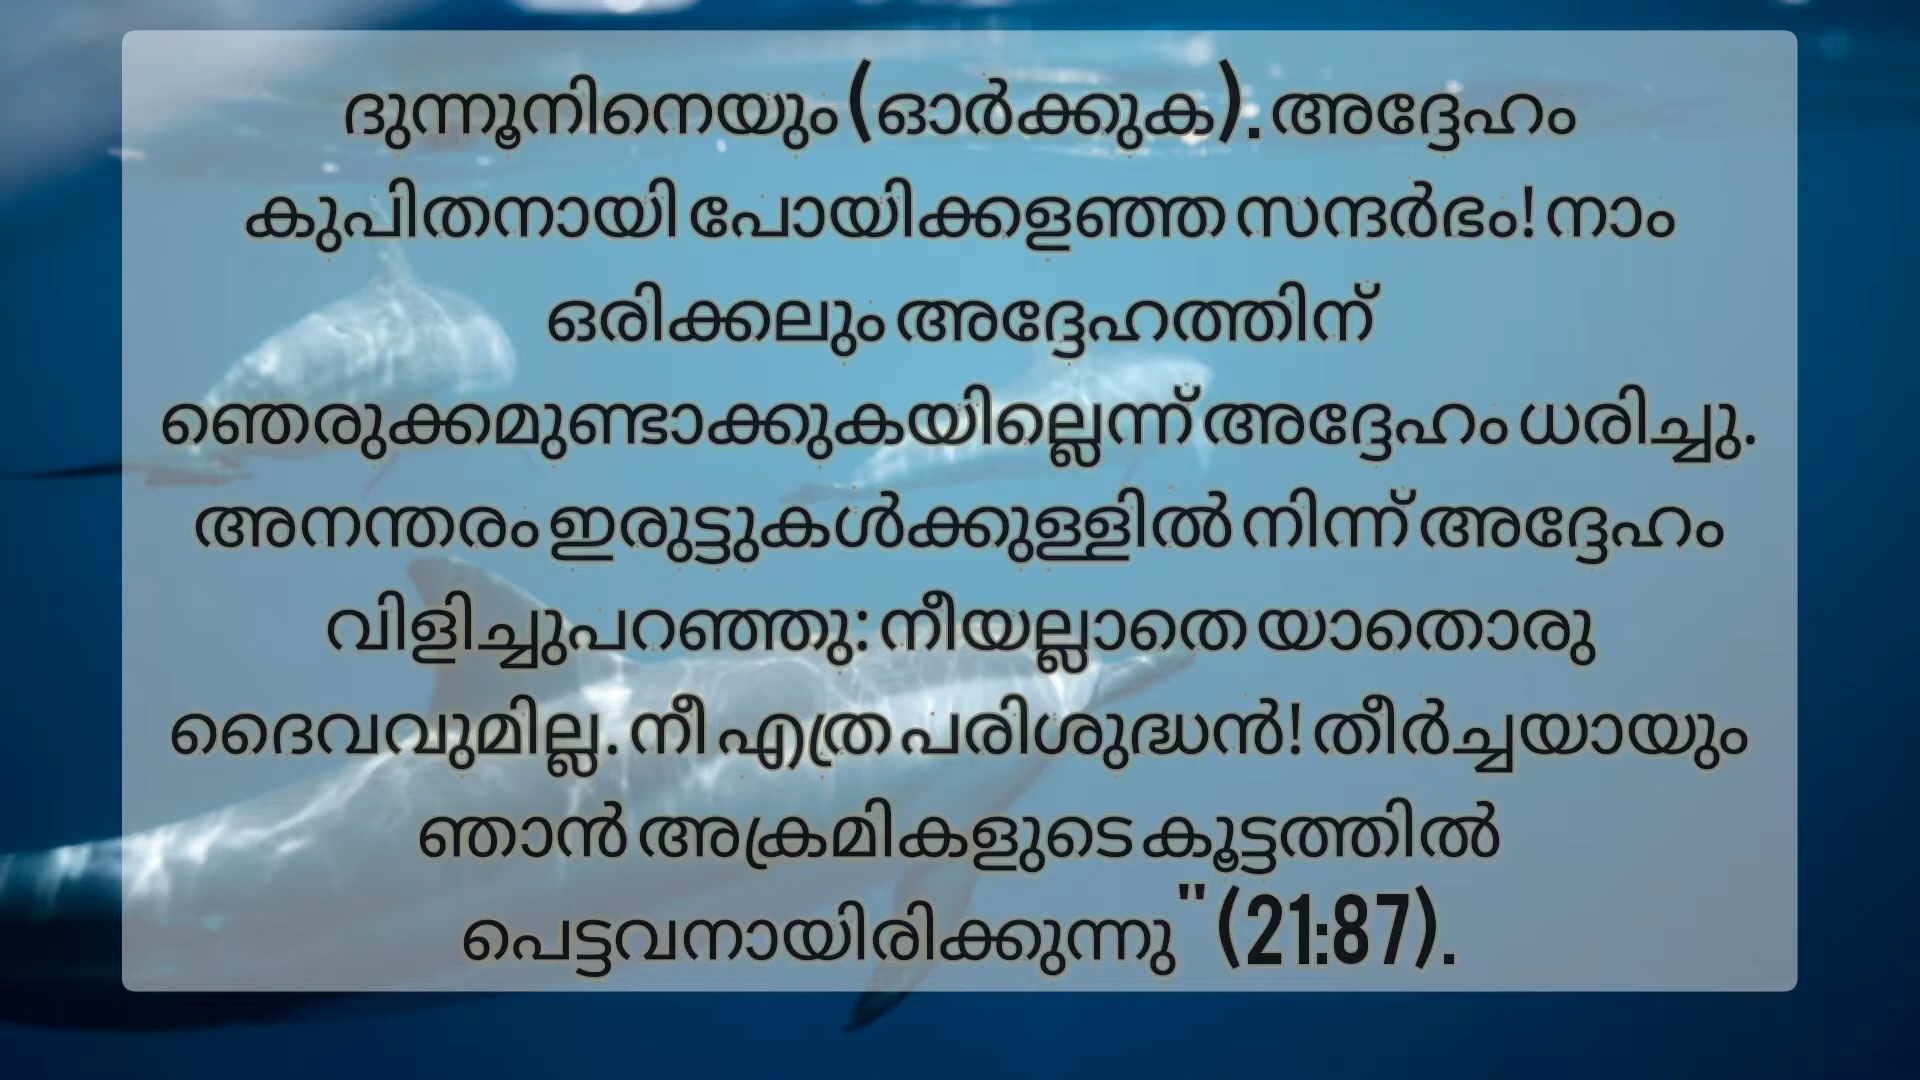 ദുന്നൂനിനെയും (ഓർക്കുക). അദ്ദേഹം
കുപിതനായി പോയിക്കളഞ്ഞ സന്ദർഭം! നാം
ഒരിക്കലും അദ്ദേഹത്തിന്
ഞെരുക്കമുണ്ടാക്കുകയില്ലെന്ന് അദ്ദേഹം ധരിച്ചു.
അനന്തരം ഇരുട്ടുകൾക്കുള്ളിൽ നിന്ന് അദ്ദേഹം
വിളിച്ചുപറഞ്ഞു: നീയല്ലാതെ യാതൊരു
ദൈവവുമില്ല. നീ എത്ര പരിശുദ്ധൻ! തീർച്ചയായും
ഞാൻ അക്രമികളുടെ കൂട്ടത്തിൽ
പെട്ടവനായിരിക്കുന്നു" (21:87).